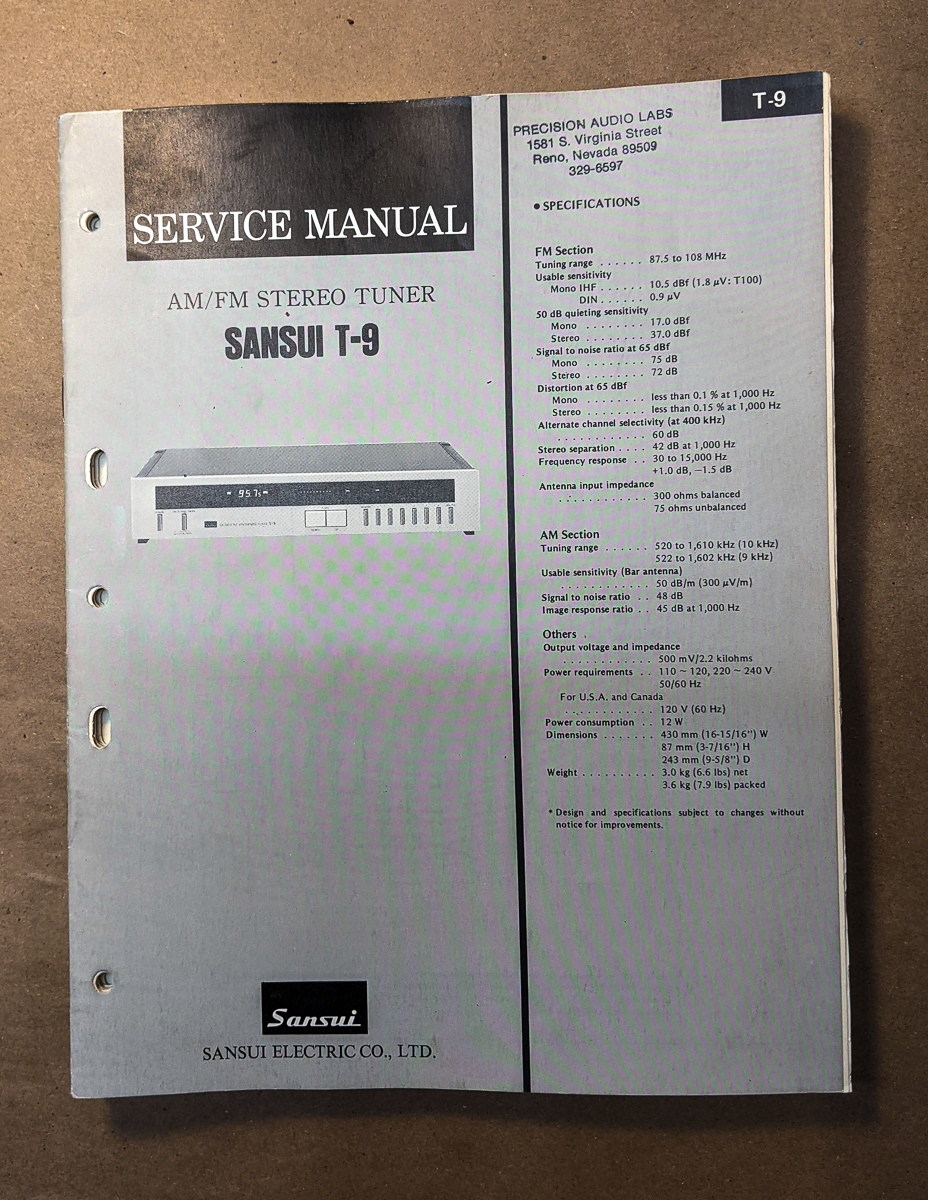 SERVICE MANUAL
AM/FM STEREO TUNER
SANSUI T-9
95.7
Sansui
SANSUI ELECTRIC CO., LTD.
T-9
PRECISION AUDIO LABS
1581 S. Virginia Street
Reno, Nevada 89509
329-6597
• SPECIFICATIONS
FM Section
Tuning range . . . . . . 87.5 to 108 MHz
Usable sensitivity
Mono IHF . . . . . . 10.5 dBf (1.8 μV: T100)
DIN . . . . . . 0.9 μV
50 dB quieting sensitivity
Mono . . . . . . . . 17.0 dBf
Stereo . . . . . . . . 37.0 dBf
Signal to noise ratio at 65 dBf
Mono . . . . . . . . 75 dB
Stereo . . . . . . . . 72 dB
Distortion at 65 dBf
Mono . . . . . . . . less than 0.1 % at 1,000 Hz
Stereo . . . . . . . . less than 0.15 % at 1,000 Hz
Alternate channel selectivity (at 400 kHz)
. . . . . . . . . . . . 60 dB
Stereo separation . . . . 42 dB at 1,000 Hz
Frequency response . . 30 to 15,000 Hz
+1.0 dB, −1.5 dB
Antenna input impedance
. . . . . . . . . . . . 300 ohms balanced
75 ohms unbalanced
AM Section
Tuning range . . . . . . 520 to 1,610 kHz (10 kHz)
522 to 1,602 kHz (9 kHz)
Usable sensitivity (Bar antenna)
. . . . . . . . . . . . 50 dB/m (300 μV/m)
Signal to noise ratio . . 48 dB
Image response ratio . . 45 dB at 1,000 Hz
Others
Output voltage and impedance
. . . . . . . . . . . . 500 mV/2.2 kilohms
Power requirements . . 110 ~ 120, 220 ~ 240 V
50/60 Hz
For U.S.A. and Canada
. . . . . . . . . . . . 120 V (60 Hz)
Power consumption . . 12 W
Dimensions . . . . . . . 430 mm (16-15/16") W
87 mm (3-7/16") H
243 mm (9-5/8") D
Weight . . . . . . . . . . 3.0 kg (6.6 lbs) net
3.6 kg (7.9 lbs) packed
* Design and specifications subject to changes without
notice for improvements.